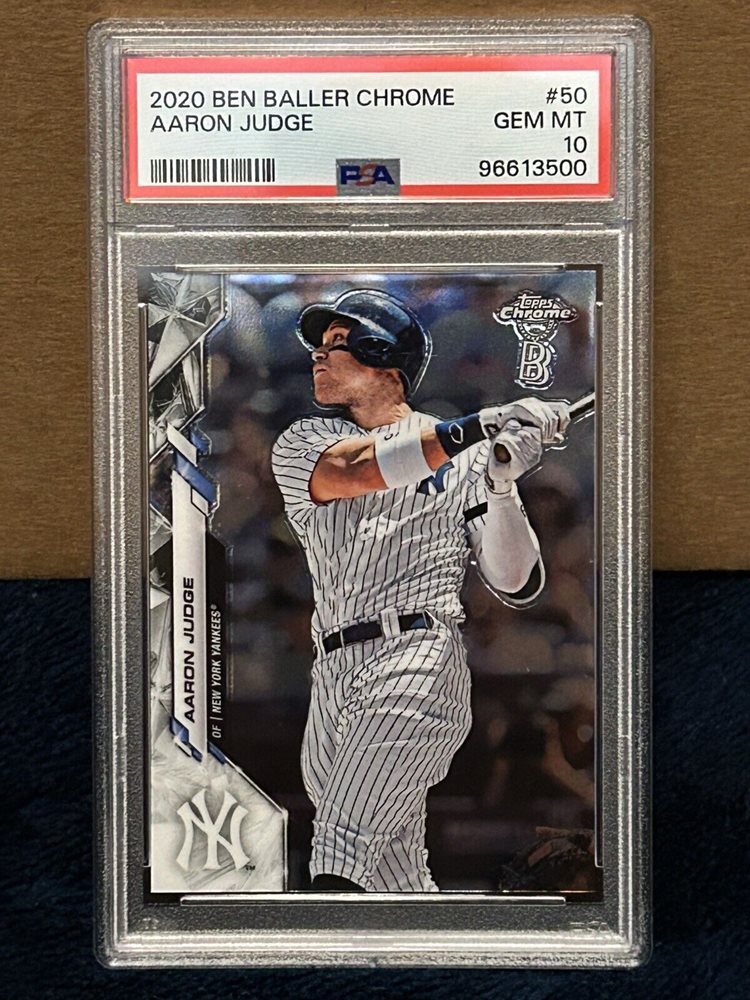 2020 BEN BALLER CHROME #50
AARON JUDGE GEM MT
10
PSA 96613500
TOPPS
Chrome
B
AARON JUDGE
OF | NEW YORK YANKEES®
NY
TM